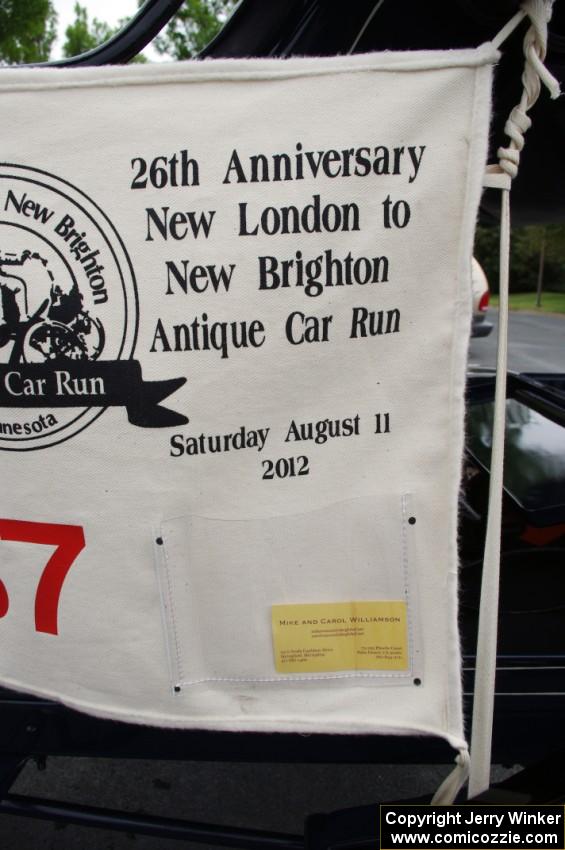 26th Anniversary
New London to
New Brighton
Antique Car Run
Saturday August 11
2012
New Brighton
Car Run
nesota
7
MIKE AND CAROL WILLIAMSON
Copyright Jerry Winker
www.comicozzie.com